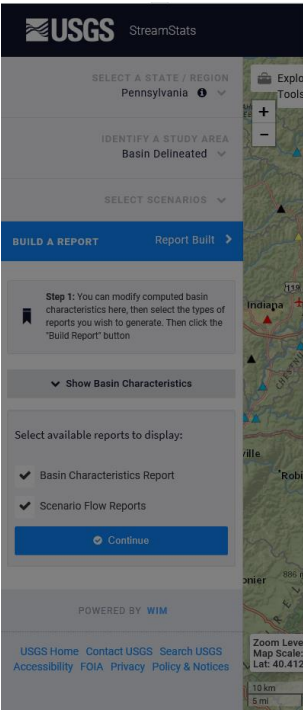 USGS StreamStats
SELECT A STATE / REGION
Pennsylvania
IDENTIFY A STUDY AREA
Basin Delineated
SELECT SCENARIOS
BUILD A REPORT Report Built
Step 1: You can modify computed basin
characteristics here, then select the types of
reports you wish to generate. Then click the
"Build Report" button
Show Basin Characteristics
Select available reports to display:
Basin Characteristics Report
Scenario Flow Reports
Continue
POWERED BY WIM
USGS Home Contact USGS Search USGS
Accessibility FOIA Privacy Policy & Notices
Explo
Tools
+
−
Indiana
ville
Robi
onier
Zoom Leve
Map Scale:
Lat: 40.412
10 km
5 mi